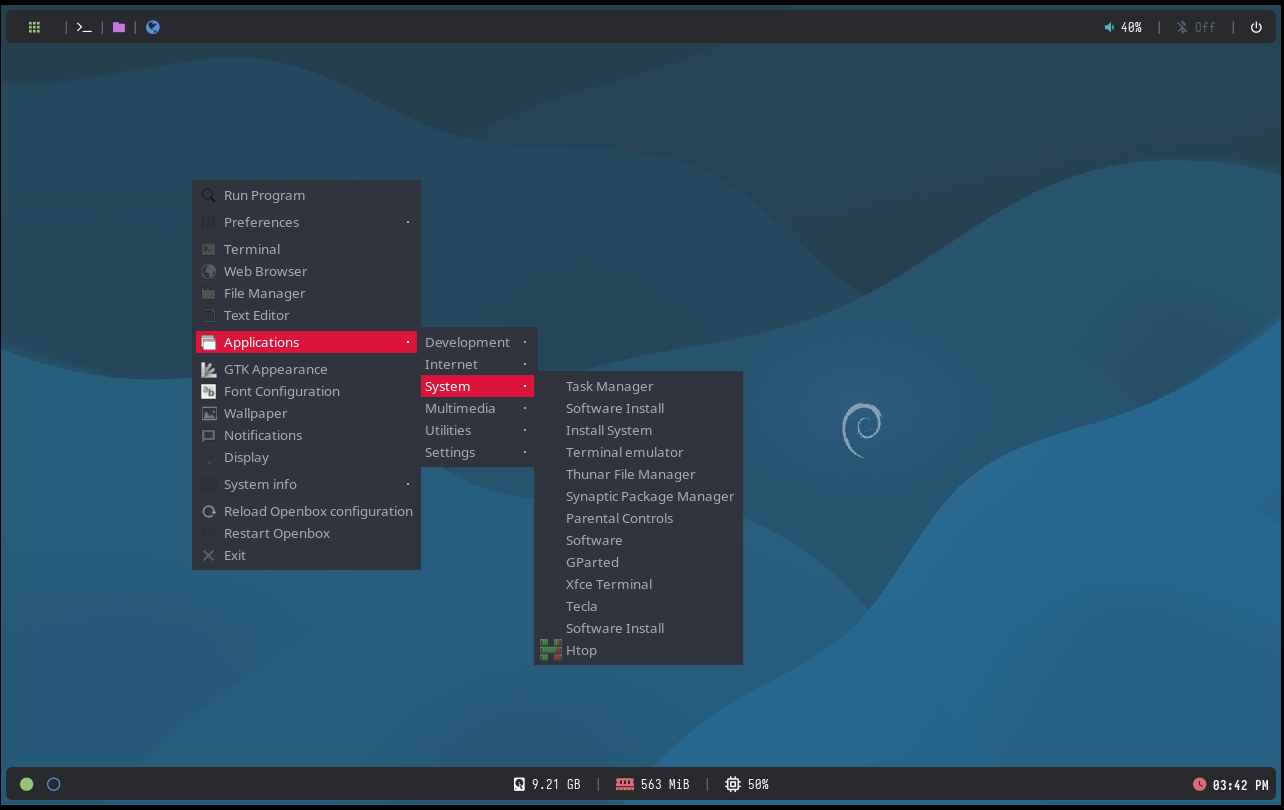 40% | Off
Run Program
Preferences
Terminal
Web Browser
File Manager
Text Editor
Applications
GTK Appearance
Font Configuration
Wallpaper
Notifications
Display
System info
Reload Openbox configuration
Restart Openbox
Exit
Development
Internet
System
Multimedia
Utilities
Settings
Task Manager
Software Install
Install System
Terminal emulator
Thunar File Manager
Synaptic Package Manager
Parental Controls
Software
GParted
Xfce Terminal
Tecla
Software Install
Htop
9.21 GB | 563 MiB | 50% 03:42 PM